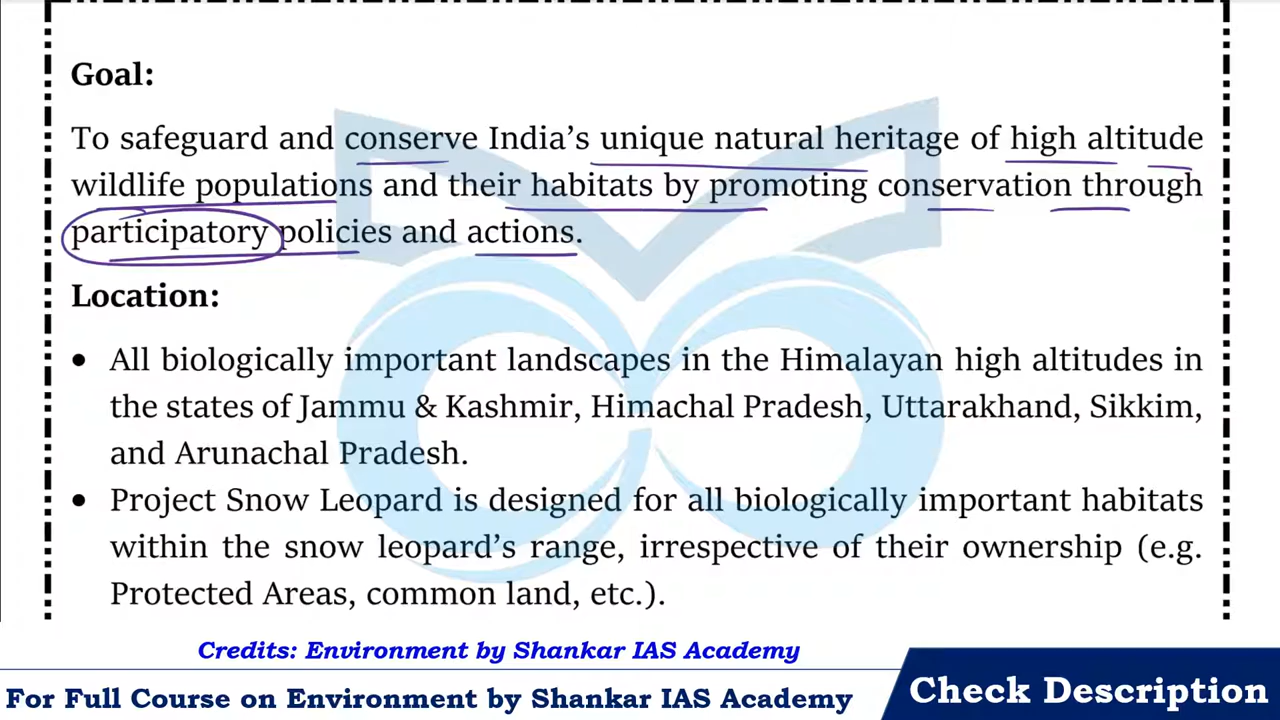 Goal:
To safeguard and conserve India’s unique natural heritage of high altitude
wildlife populations and their habitats by promoting conservation through
participatory policies and actions.
Location:
• All biologically important landscapes in the Himalayan high altitudes in
the states of Jammu & Kashmir, Himachal Pradesh, Uttarakhand, Sikkim,
and Arunachal Pradesh.
• Project Snow Leopard is designed for all biologically important habitats
within the snow leopard’s range, irrespective of their ownership (e.g.
Protected Areas, common land, etc.).
Credits: Environment by Shankar IAS Academy
For Full Course on Environment by Shankar IAS Academy
Check Description